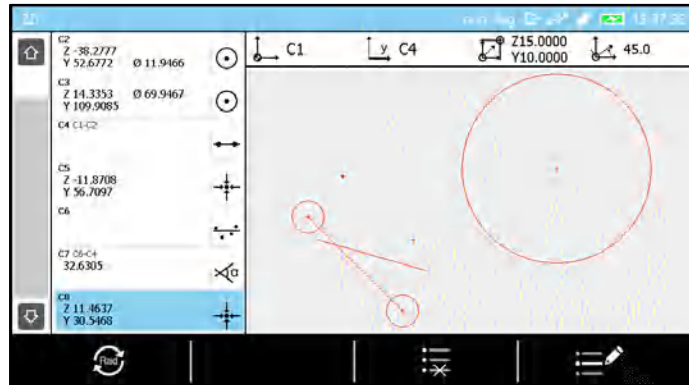 2D
C1
C4
Z15.0000
Y10.0000
45.0
C2
Z -38.2777
Y 52.6772 Ø 11.9466
C3
Z 14.3353 Ø 69.9467
Y 109.9085
C4 C1-C2
C5
Z -11.8708
Y 56.7097
C6
C7 C6-C4
32.6305
α
C8
Z 11.4637
Y 30.5468
y
Rad